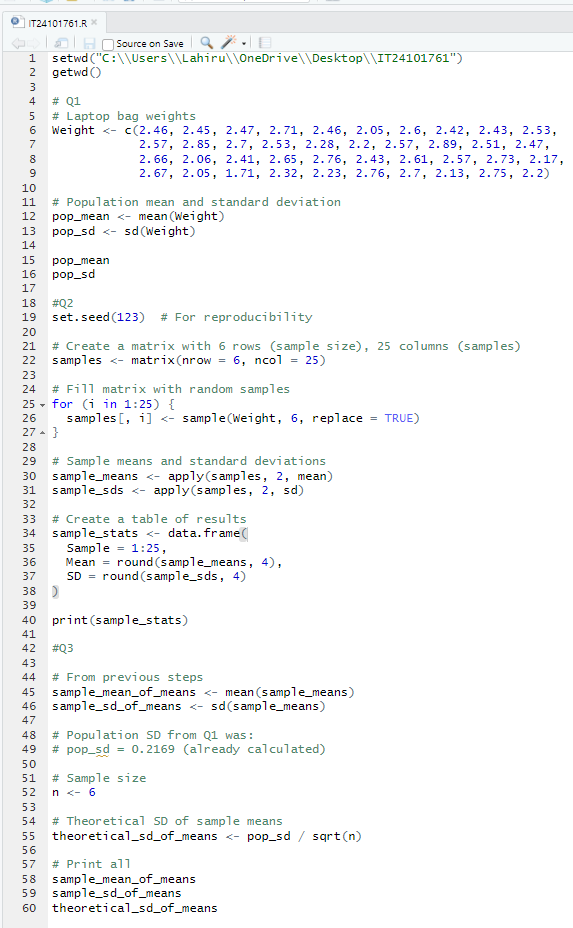 IT24101761.R
Source on Save
1 setwd("C:\\Users\\Lahiru\\OneDrive\\Desktop\\IT24101761")
2 getwd()
3
4 # Q1
5 # Laptop bag weights
6 Weight <- c(2.46, 2.45, 2.47, 2.71, 2.46, 2.05, 2.6, 2.42, 2.43, 2.53,
7 2.57, 2.85, 2.7, 2.53, 2.28, 2.2, 2.57, 2.89, 2.51, 2.47,
8 2.66, 2.06, 2.41, 2.65, 2.76, 2.43, 2.61, 2.57, 2.73, 2.17,
9 2.67, 2.05, 1.71, 2.32, 2.23, 2.76, 2.7, 2.13, 2.75, 2.2)
10
11 # Population mean and standard deviation
12 pop_mean <- mean(Weight)
13 pop_sd <- sd(Weight)
14
15 pop_mean
16 pop_sd
17
18 #Q2
19 set.seed(123)  # For reproducibility
20
21 # Create a matrix with 6 rows (sample size), 25 columns (samples)
22 samples <- matrix(nrow = 6, ncol = 25)
23
24 # Fill matrix with random samples
25 for (i in 1:25) {
26   samples[, i] <- sample(Weight, 6, replace = TRUE)
27 }
28
29 # Sample means and standard deviations
30 sample_means <- apply(samples, 2, mean)
31 sample_sds <- apply(samples, 2, sd)
32
33 # Create a table of results
34 sample_stats <- data.frame(
35   Sample = 1:25,
36   Mean = round(sample_means, 4),
37   SD = round(sample_sds, 4)
38 )
39
40 print(sample_stats)
41
42 #Q3
43
44 # From previous steps
45 sample_mean_of_means <- mean(sample_means)
46 sample_sd_of_means <- sd(sample_means)
47
48 # Population SD from Q1 was:
49 # pop_sd = 0.2169 (already calculated)
50
51 # Sample size
52 n <- 6
53
54 # Theoretical SD of sample means
55 theoretical_sd_of_means <- pop_sd / sqrt(n)
56
57 # Print all
58 sample_mean_of_means
59 sample_sd_of_means
60 theoretical_sd_of_means